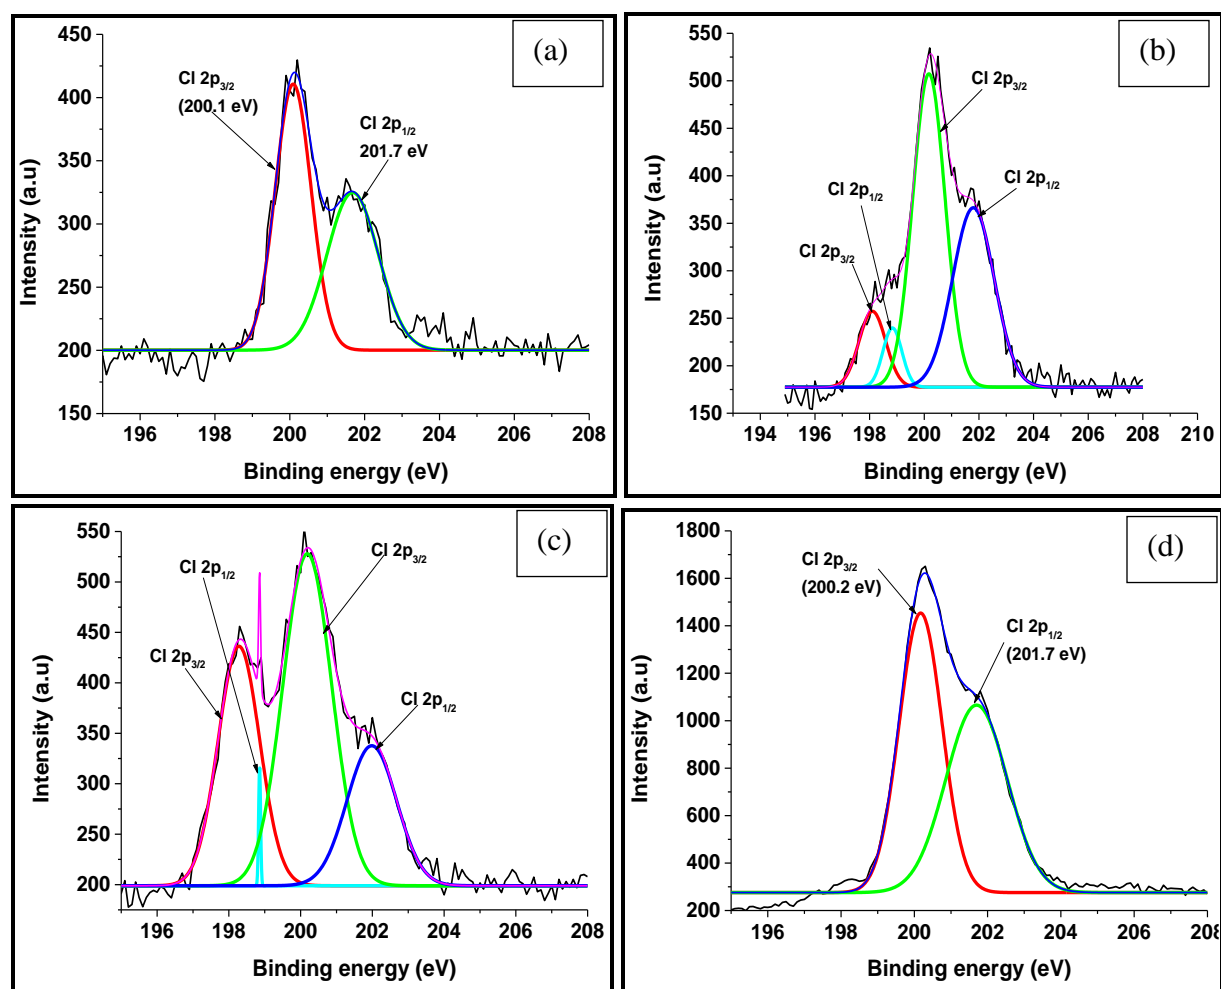 (a)
450
400
350
300
250
200
150
Intensity (a.u)
Cl 2p3/2
(200.1 eV)
Cl 2p1/2
201.7 eV
196 198 200 202 204 206 208
Binding energy (eV)
(b)
550
500
450
400
350
300
250
200
150
Intensity (a.u)
Cl 2p3/2
Cl 2p1/2
Cl 2p1/2
Cl 2p3/2
194 196 198 200 202 204 206 208 210
Binding energy (eV)
(c)
550
500
450
400
350
300
250
200
Intensity (a.u)
Cl 2p3/2
Cl 2p1/2
Cl 2p3/2
Cl 2p1/2
196 198 200 202 204 206 208
Binding energy (eV)
(d)
1800
1600
1400
1200
1000
800
600
400
200
Intensity (a.u)
Cl 2p3/2
(200.2 eV)
Cl 2p1/2
(201.7 eV)
196 198 200 202 204 206 208
Binding energy (eV)